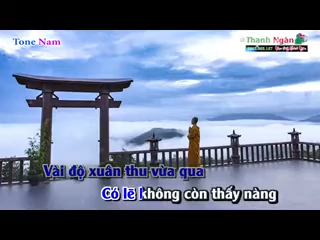 Tone Nam
Thanh Ngân
Vài độ xuân thu vừa qua
Có lẽ không còn thấy nàng